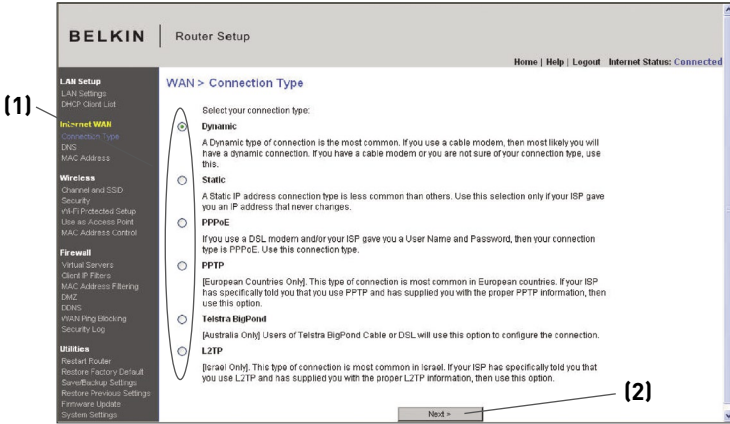 BELKIN | Router Setup
Home | Help | Logout Internet Status: Connected
LAN Setup
LAN Settings
DHCP Client List
Internet WAN
Connection Type
DNS
MAC Address
Wireless
Channel and SSID
Security
Wi-Fi Protected Setup
Use as Access Point
MAC Address Control
Firewall
Virtual Servers
Client IP Filters
MAC Address Filtering
DMZ
DDNS
WAN Ping Blocking
Security Log
Utilities
Restart Router
Restore Factory Default
Save/Backup Settings
Restore Previous Settings
Firmware Update
System Settings
(1)
WAN > Connection Type
Select your connection type:
Dynamic
A Dynamic type of connection is the most common. If you use a cable modem, then most likely you will
have a dynamic connection. If you have a cable modem or you are not sure of your connection type, use
this.
Static
A Static IP address connection type is less common than others. Use this selection only if your ISP gave
you an IP address that never changes.
PPPoE
If you use a DSL modem and/or your ISP gave you a User Name and Password, then your connection
type is PPPoE. Use this connection type.
PPTP
[European Countries Only]. This type of connection is most common in European countries. If your ISP
has specifically told you that you use PPTP and has supplied you with the proper PPTP information, then
use this option.
Telstra BigPond
[Australia Only] Users of Telstra BigPond Cable or DSL will use this option to configure the connection.
L2TP
[Israel Only]. This type of connection is most common in Israel. If your ISP has specifically told you that
you use L2TP and has supplied you with the proper L2TP information, then use this option.
Next >
(2)